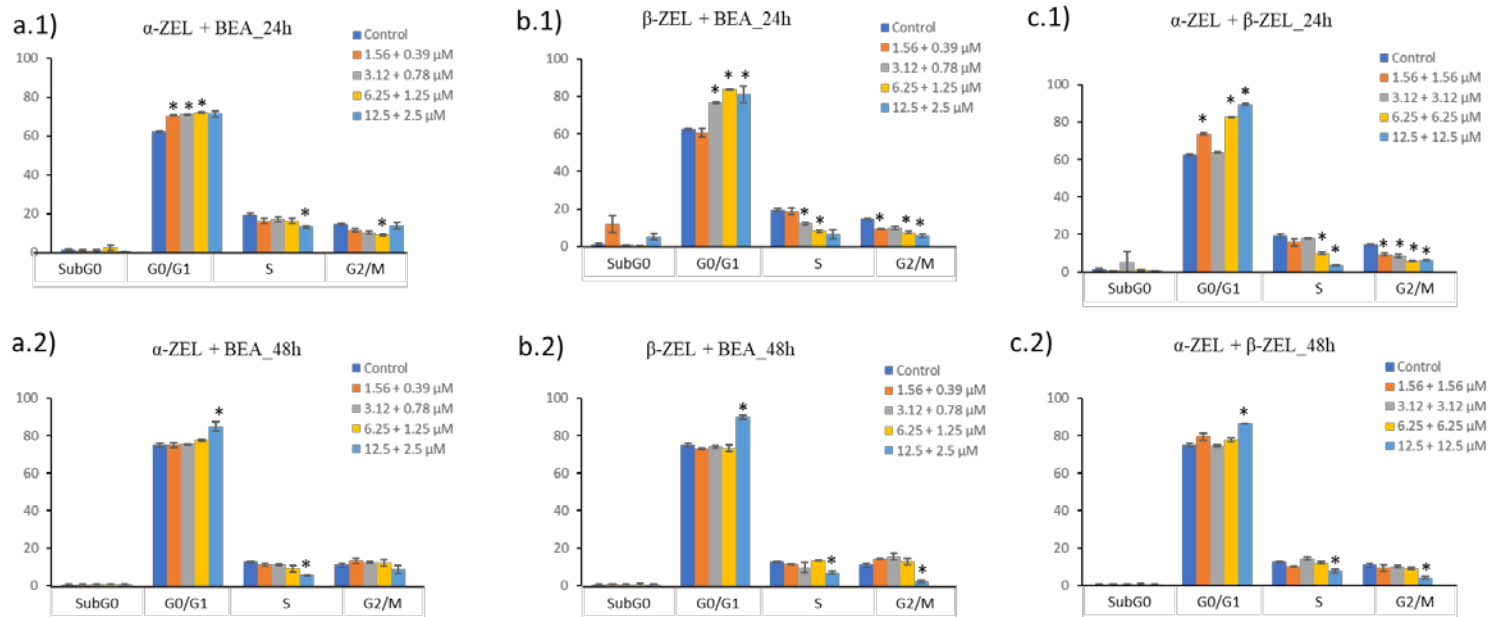 a.1)
α-ZEL + BEA_24h
Control
1.56 + 0.39 µM
3.12 + 0.78 µM
6.25 + 1.25 µM
12.5 + 2.5 µM
100
80
60
40
20
0
* * *
*
*
SubG0 G0/G1 S G2/M
b.1)
β-ZEL + BEA_24h
Control
1.56 + 0.39 µM
3.12 + 0.78 µM
6.25 + 1.25 µM
12.5 + 2.5 µM
100
80
60
40
20
0
* * *
* *
* * *
SubG0 G0/G1 S G2/M
c.1)
α-ZEL + β-ZEL_24h
Control
1.56 + 1.56 µM
3.12 + 3.12 µM
6.25 + 6.25 µM
12.5 + 12.5 µM
100
80
60
40
20
0
* * *
* *
* * * *
SubG0 G0/G1 S G2/M
a.2)
α-ZEL + BEA_48h
Control
1.56 + 0.39 µM
3.12 + 0.78 µM
6.25 + 1.25 µM
12.5 + 2.5 µM
100
80
60
40
20
0
*
*
SubG0 G0/G1 S G2/M
b.2)
β-ZEL + BEA_48h
Control
1.56 + 0.39 µM
3.12 + 0.78 µM
6.25 + 1.25 µM
12.5 + 2.5 µM
100
80
60
40
20
0
*
*
*
SubG0 G0/G1 S G2/M
c.2)
α-ZEL + β-ZEL_48h
Control
1.56 + 1.56 µM
3.12 + 3.12 µM
6.25 + 6.25 µM
12.5 + 12.5 µM
100
80
60
40
20
0
*
*
*
SubG0 G0/G1 S G2/M